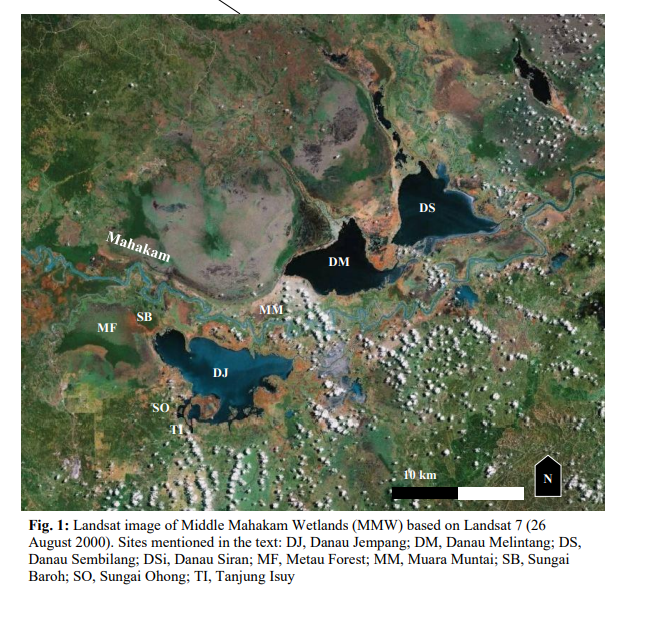 DS
Mahakam
DM
MM
SB
MF
DJ
SO
TI
10 km
N
Fig. 1: Landsat image of Middle Mahakam Wetlands (MMW) based on Landsat 7 (26
August 2000). Sites mentioned in the text: DJ, Danau Jempang; DM, Danau Melintang; DS,
Danau Sembilang; DSi, Danau Siran; MF, Metau Forest; MM, Muara Muntai; SB, Sungai
Baroh; SO, Sungai Ohong; TI, Tanjung Isuy